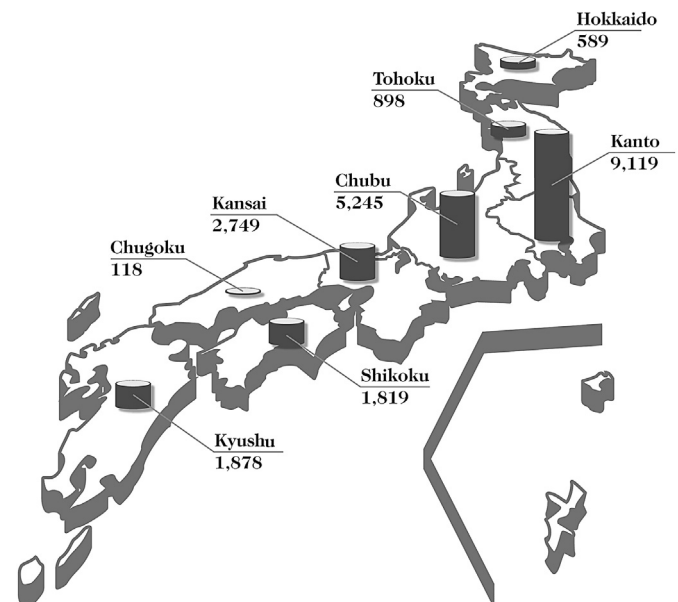 Hokkaido
589
Tohoku
898
Kanto
9,119
Chubu
5,245
Kansai
2,749
Chugoku
118
Shikoku
1,819
Kyushu
1,878